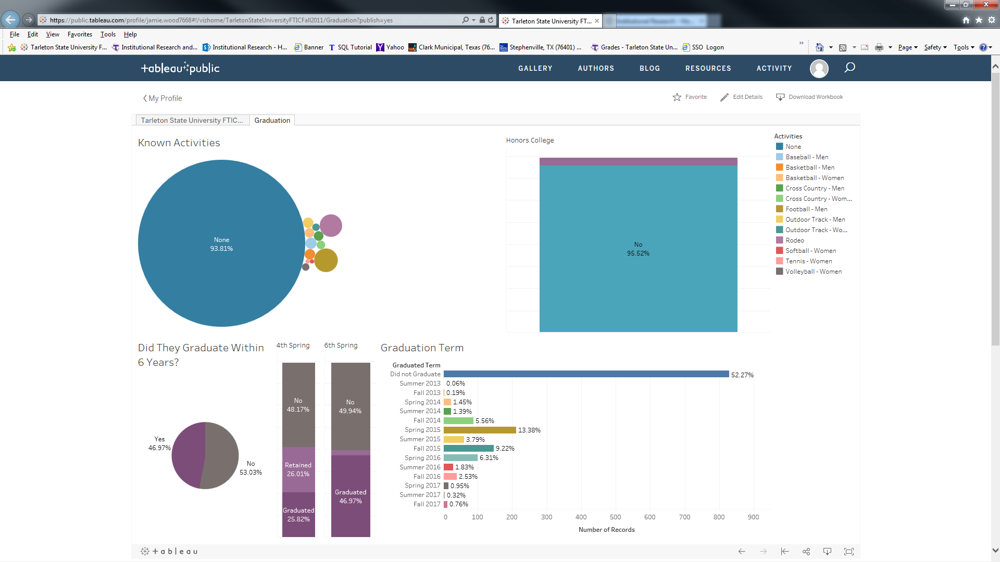 https://public.tableau.com/profile/jamie.wood7668#!/vizhome/TarletonStateUniversityFTICFall2011/Graduation?publish=yes
Tarleton State University FT...
File Edit View Favorites Tools Help
Tarleton State University F... Institutional Research and... Institutional Research - H... Banner SQL Tutorial Yahoo Clark Municipal, Texas (76... Stephenville, TX (76401) ... Grades - Tarleton State Un... SSO Logon
Page Safety Tools
+ableau public
GALLERY AUTHORS BLOG RESOURCES ACTIVITY
My Profile
Favorite Edit Details Download Workbook
Tarleton State University FTIC... Graduation
Known Activities
None
93.81%
Honors College
No
95.52%
Activities
None
Baseball - Men
Basketball - Men
Basketball - Women
Cross Country - Men
Cross Country - Wom...
Football - Men
Outdoor Track - Men
Outdoor Track - Wo...
Rodeo
Softball - Women
Tennis - Women
Volleyball - Women
Did They Graduate Within
6 Years?
Yes
46.97%
No
53.03%
4th Spring
No
48.17%
Retained
26.01%
Graduated
25.82%
6th Spring
No
49.94%
Graduated
46.97%
Graduation Term
Graduated Term
Did not Graduate 52.27%
Summer 2013 0.06%
Fall 2013 0.19%
Spring 2014 1.45%
Summer 2014 1.39%
Fall 2014 5.56%
Spring 2015 13.38%
Summer 2015 3.79%
Fall 2015 9.22%
Spring 2016 6.31%
Summer 2016 1.83%
Fall 2016 2.53%
Spring 2017 0.95%
Summer 2017 0.32%
Fall 2017 0.76%
0 100 200 300 400 500 600 700 800 900
Number of Records
+ableau